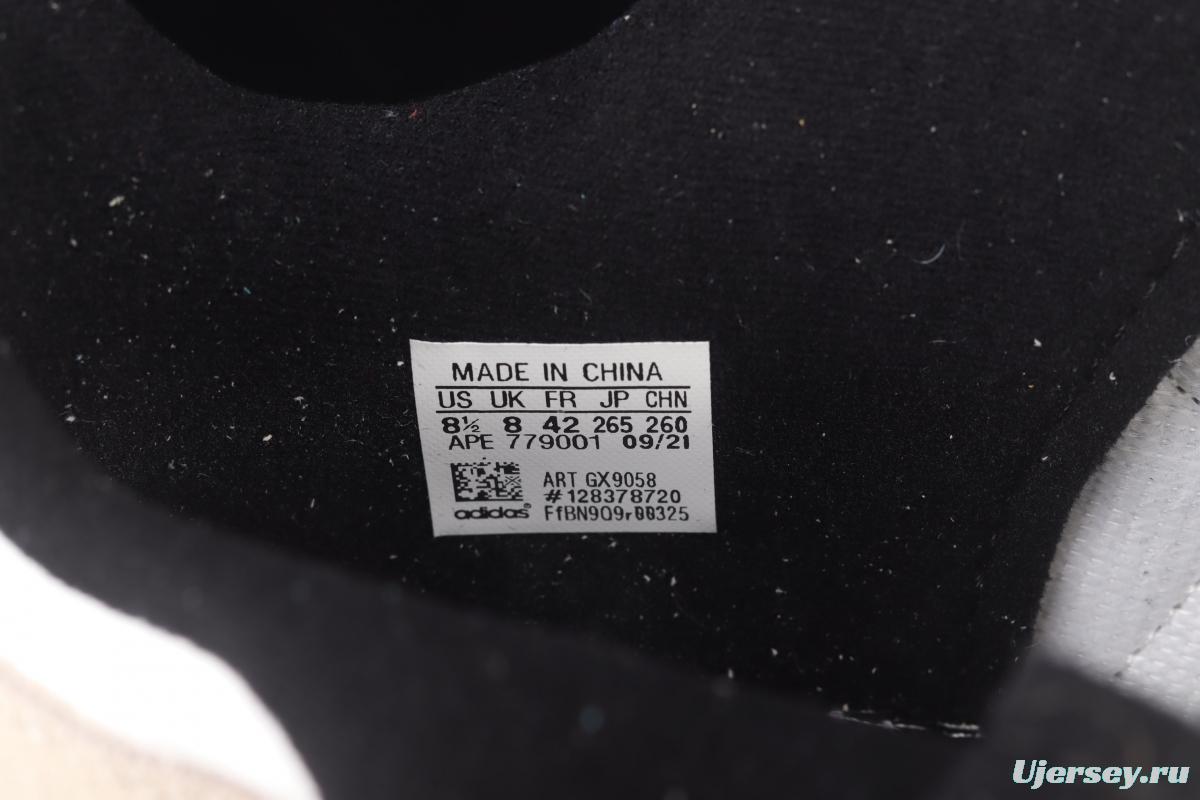 MADE IN CHINA
US UK FR JP CHN
8½ 8 42 265 260
APE 779001 09/21
ART GX9058
#128378720
adidas®
Ujersey.ru